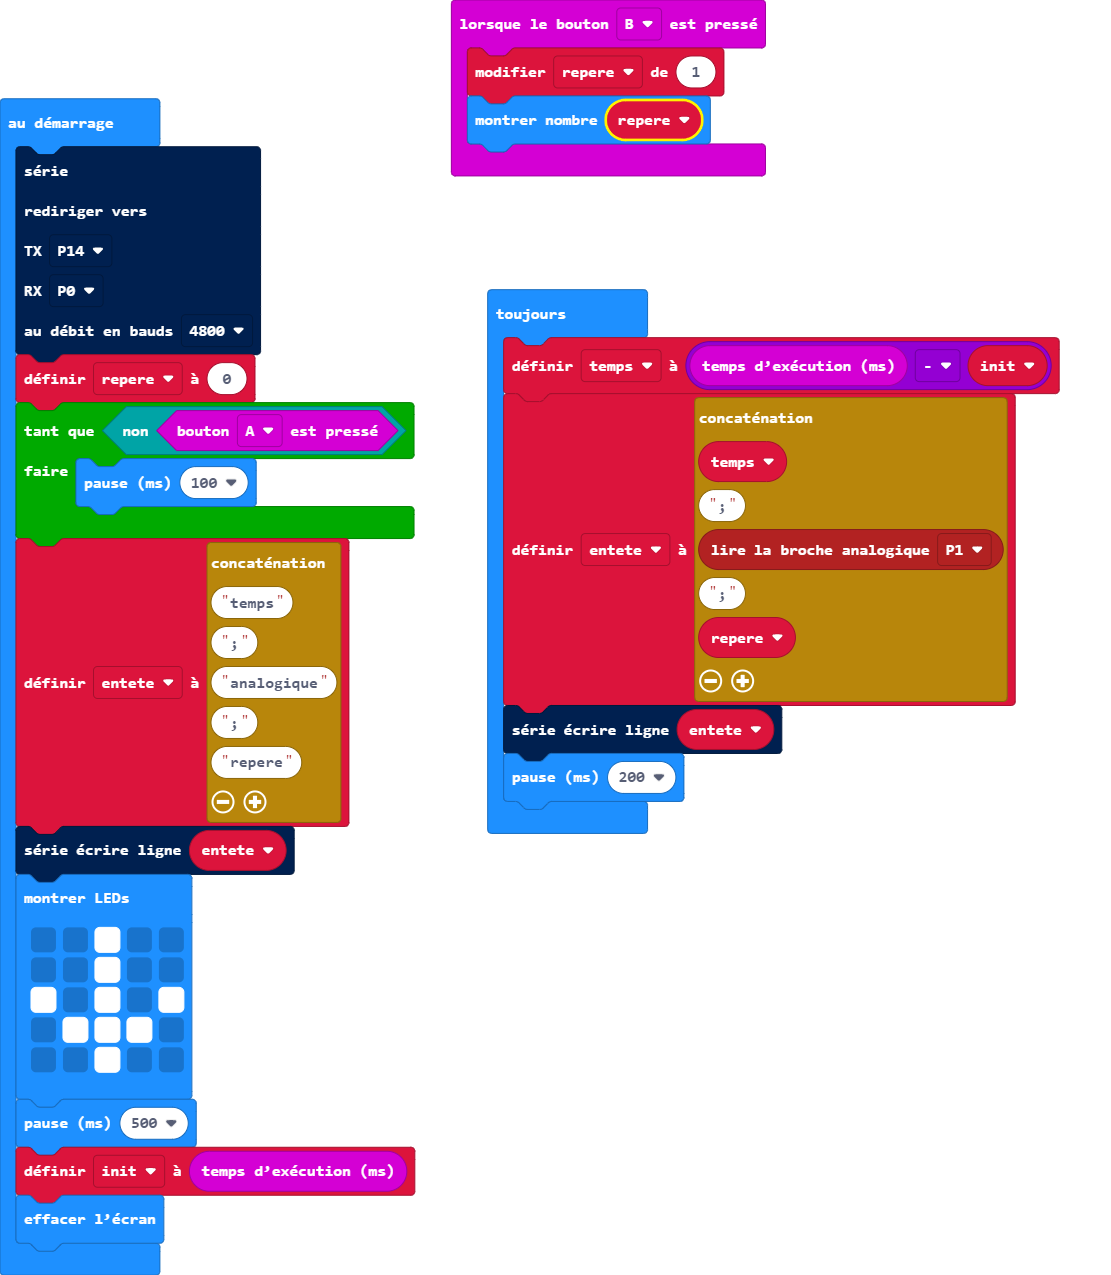 lorsque le bouton B est pressé
modifier repere de 1
montrer nombre repere
au démarrage
série
rediriger vers
TX P14
RX P0
au débit en bauds 4800
définir repere à 0
tant que non bouton A est pressé
faire pause (ms) 100
définir entete à concaténation
"temps"
";"
"analogique"
";"
"repere"
série écrire ligne entete
montrer LEDs
pause (ms) 500
définir init à temps d’exécution (ms)
effacer l’écran
toujours
définir temps à temps d’exécution (ms) - init
définir entete à concaténation
temps
";"
lire la broche analogique P1
";"
repere
série écrire ligne entete
pause (ms) 200